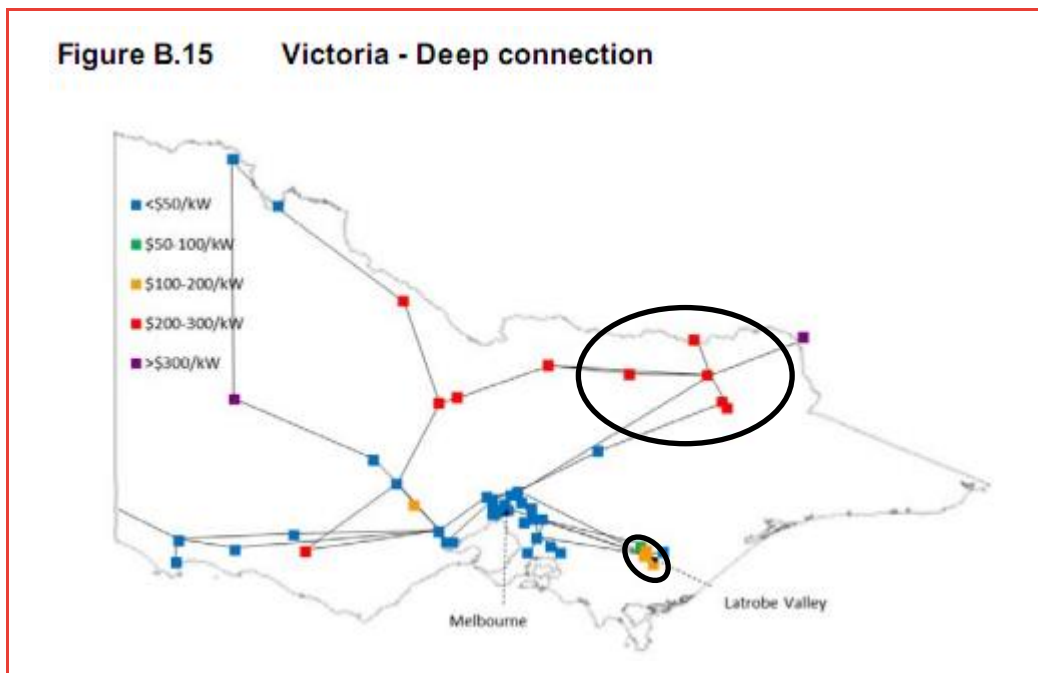 Figure B.15 Victoria - Deep connection
<$50/kW
$50-100/kW
$100-200/kW
$200-300/kW
>$300/kW
Melbourne
Latrobe Valley